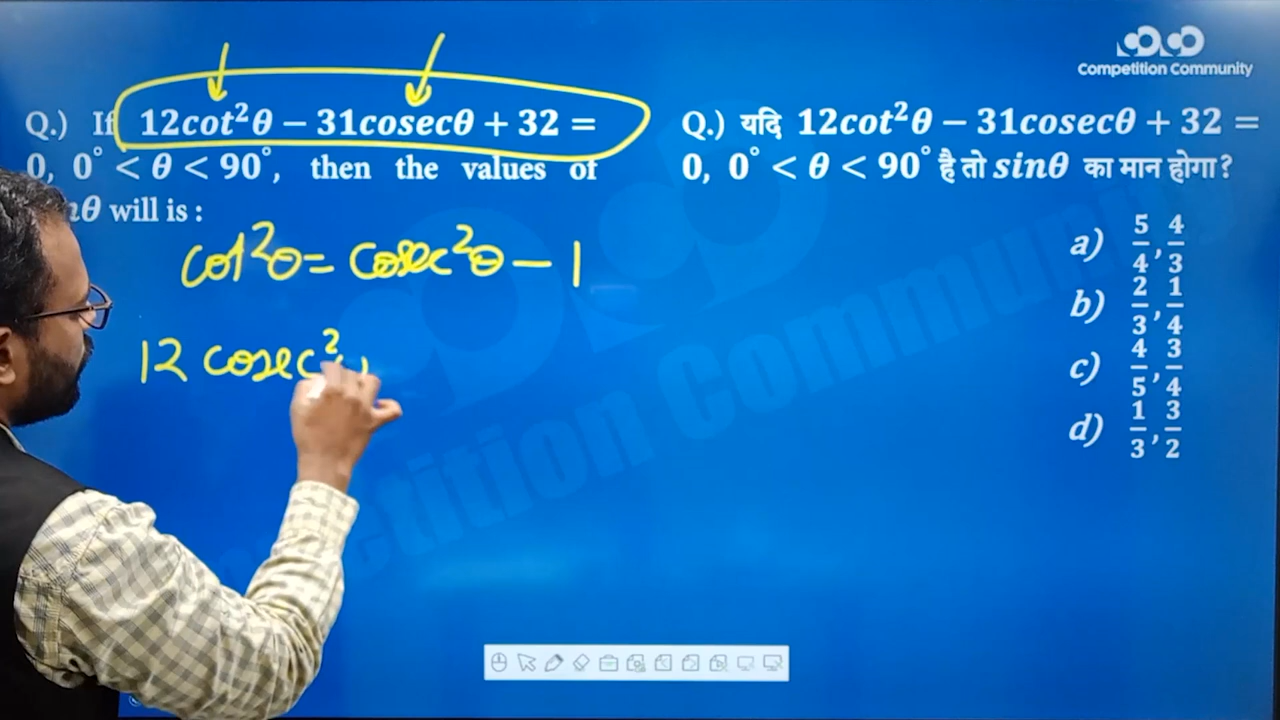 Competition Community
Q.) If 12cot²θ − 31cosecθ + 32 =
0, 0° < θ < 90°, then the values of
θ will is :
Q.) यदि 12cot²θ − 31cosecθ + 32 =
0, 0° < θ < 90° है तो sinθ का मान होगा?
cot²θ = cosec²θ − 1
12 cosec²
a) 5/4, 4/3
b) 2/3, 1/4
c) 4/5, 3/4
d) 1/3, 3/2